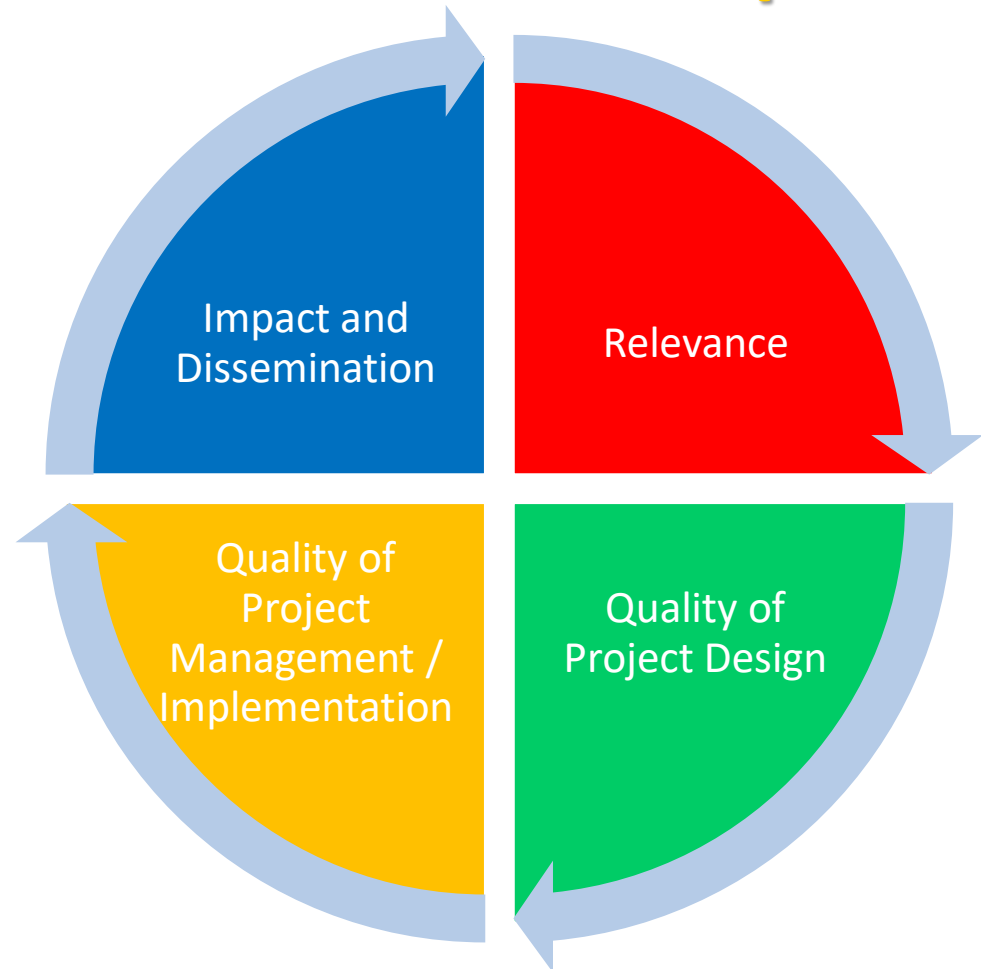 Impact and
Dissemination
Relevance
Quality of
Project
Management /
Implementation
Quality of
Project Design